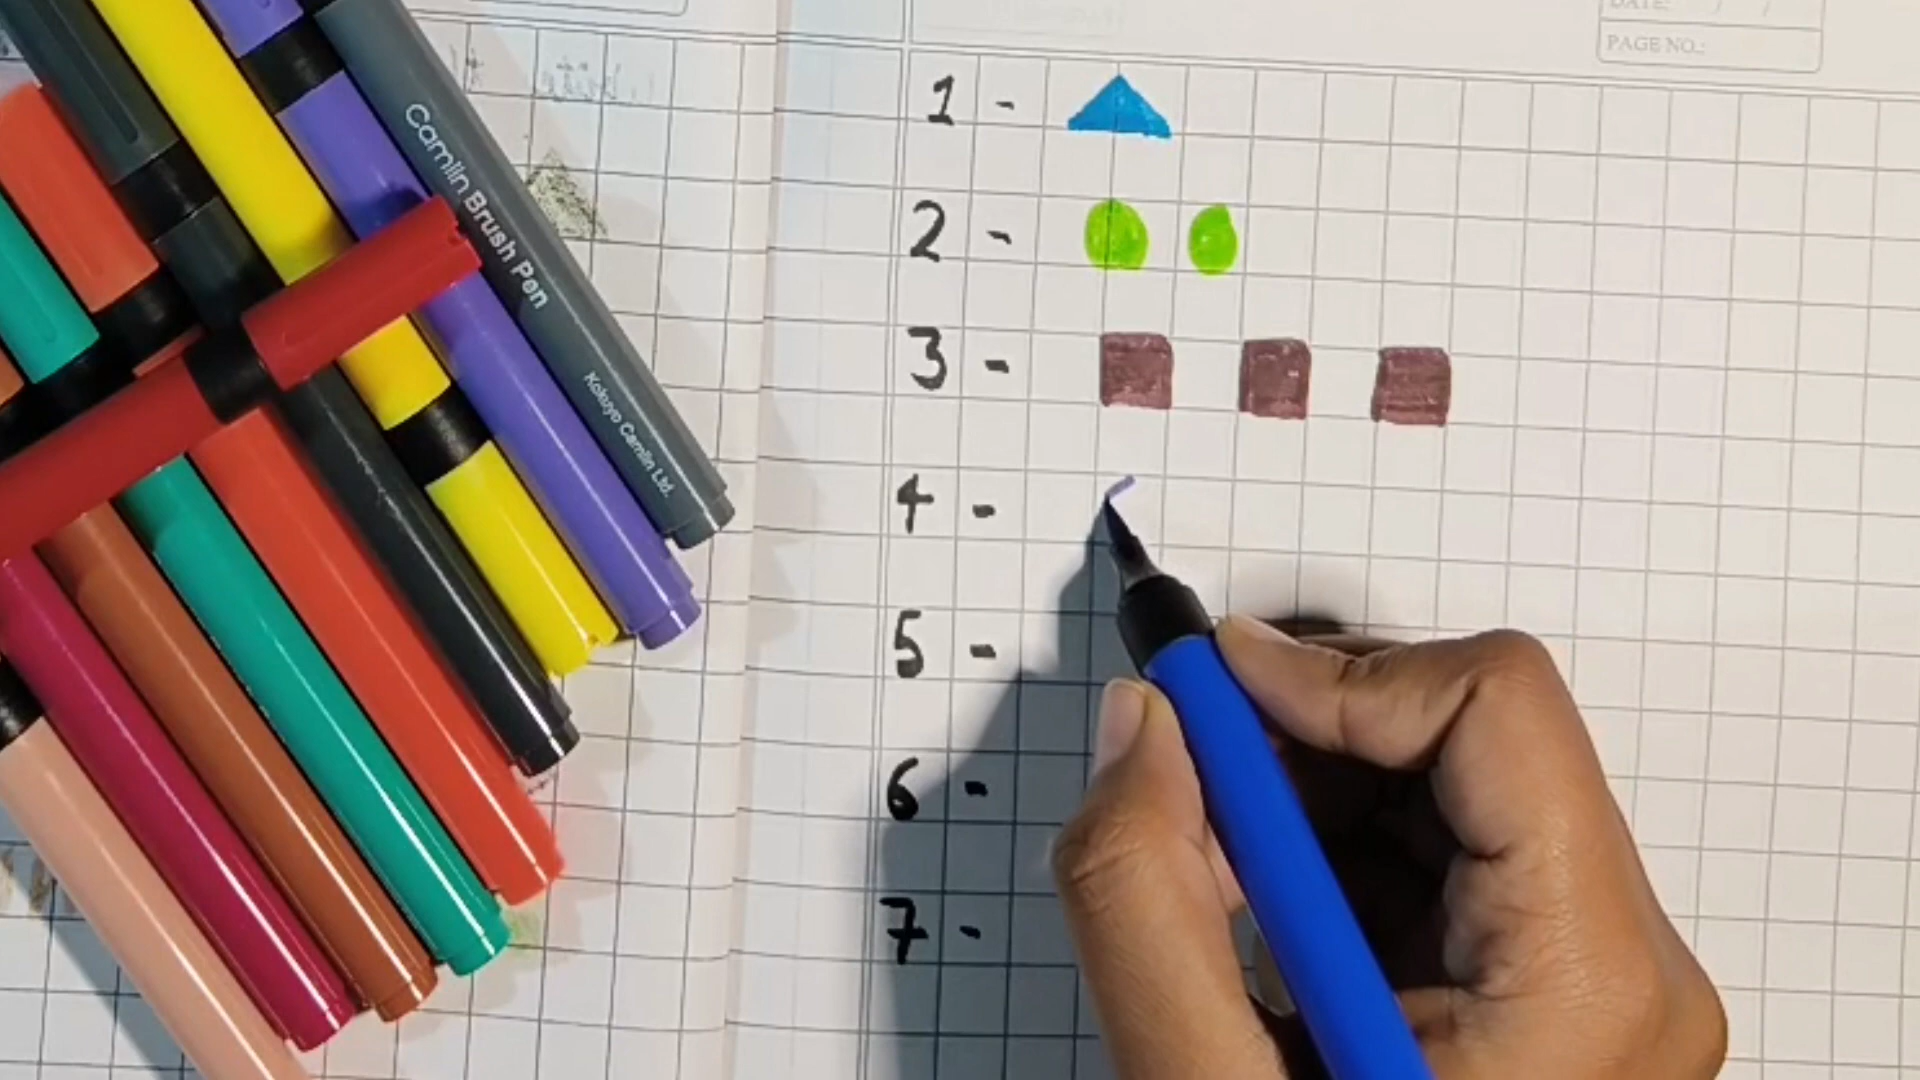 Camlin Brush Pen
Kokuyo Camlin Ltd.
DATE: / /
PAGE NO.:
1 -
2 -
3 -
4 -
5 -
6 -
7 -